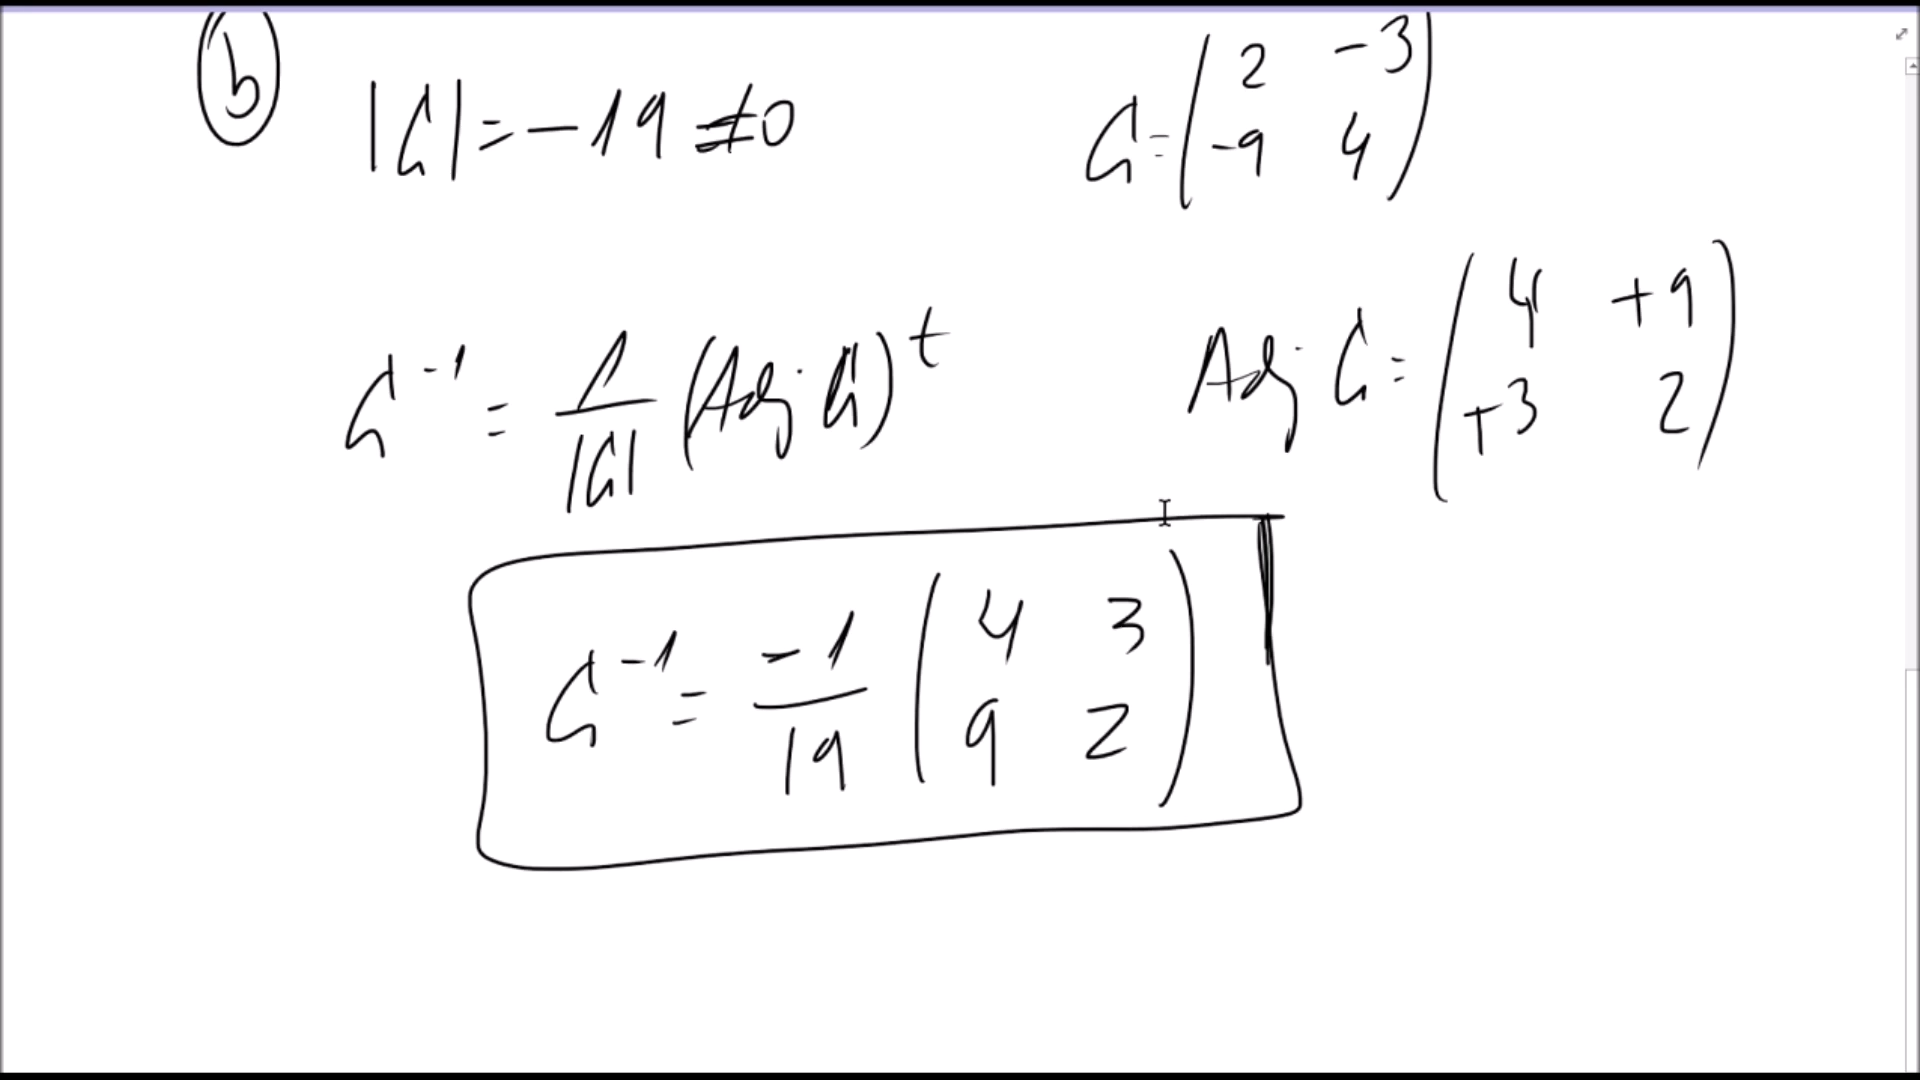 b |G| = -19 ≠ 0 G = ( 2 -3
-9 4 )
G^-1 = 1/|G| (Adj G)^t Adj G = ( 4 +9
+3 2 )
G^-1 = -1/19 ( 4 3
9 2 )